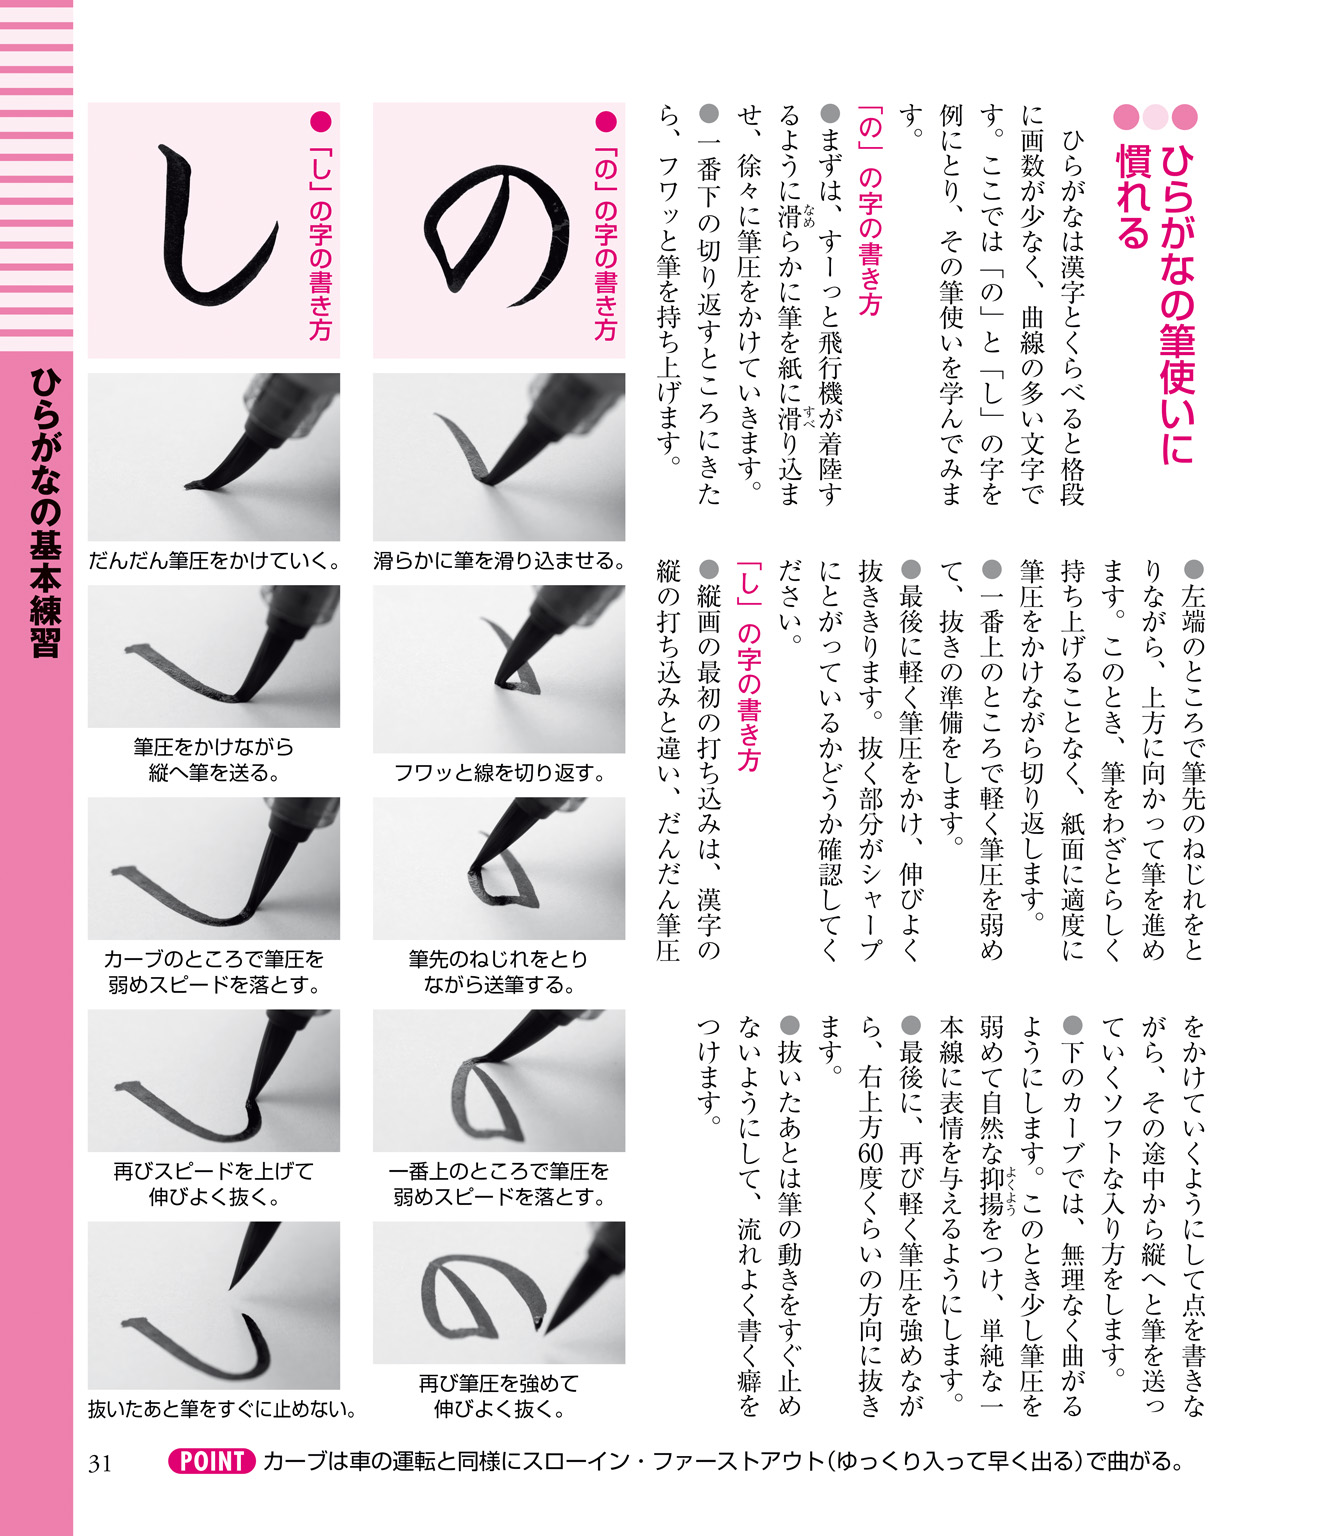 ひらがなの筆使いに
慣れる
ひらがなは漢字とくらべると格段
に画数が少なく、曲線の多い文字で
す。ここでは「の」と「し」の字を
例にとり、その筆使いを学んでみま
す。
「の」の字の書き方
●まずは、すーっと飛行機が着陸す
るように滑らかに筆を紙に滑り込ま
せ、徐々に筆圧をかけていきます。
●一番下の切り返すところにきた
ら、フワッと筆を持ち上げます。
●左端のところで筆先のねじれをと
りながら、上方に向かって筆を進め
ます。このとき、筆をわざとらしく
持ち上げることなく、紙面に適度に
筆圧をかけながら切り返します。
●一番上のところで軽く筆圧を弱め
て、抜きの準備をします。
●最後に軽く筆圧をかけ、伸びよく
抜ききります。抜く部分がシャープ
にとがっているかどうか確認してく
ださい。
「し」の字の書き方
●縦画の最初の打ち込みは、漢字の
縦の打ち込みと違い、だんだん筆圧
をかけていくようにして点を書きな
がら、その途中から縦へと筆を送っ
ていくソフトな入り方をします。
●下のカーブでは、無理なく曲がる
ようにします。このとき少し筆圧を
弱めて自然な抑揚をつけ、単純な一
本線に表情を与えるようにします。
●最後に、再び軽く筆圧を強めなが
ら、右上方60度くらいの方向に抜き
ます。
●抜いたあとは筆の動きをすぐ止め
ないようにして、流れよく書く癖を
つけます。
なめ
すべ
よくよう
●「の」の字の書き方
の
滑らかに筆を滑り込ませる。
フワッと線を切り返す。
筆先のねじれをとり
ながら送筆する。
一番上のところで筆圧を
弱めスピードを落とす。
再び筆圧を強めて
伸びよく抜く。
●「し」の字の書き方
し
だんだん筆圧をかけていく。
筆圧をかけながら
縦へ筆を送る。
カーブのところで筆圧を
弱めスピードを落とす。
再びスピードを上げて
伸びよく抜く。
抜いたあと筆をすぐに止めない。
ひらがなの基本練習
31
POINT カーブは車の運転と同様にスローイン・ファーストアウト(ゆっくり入って早く出る)で曲がる。